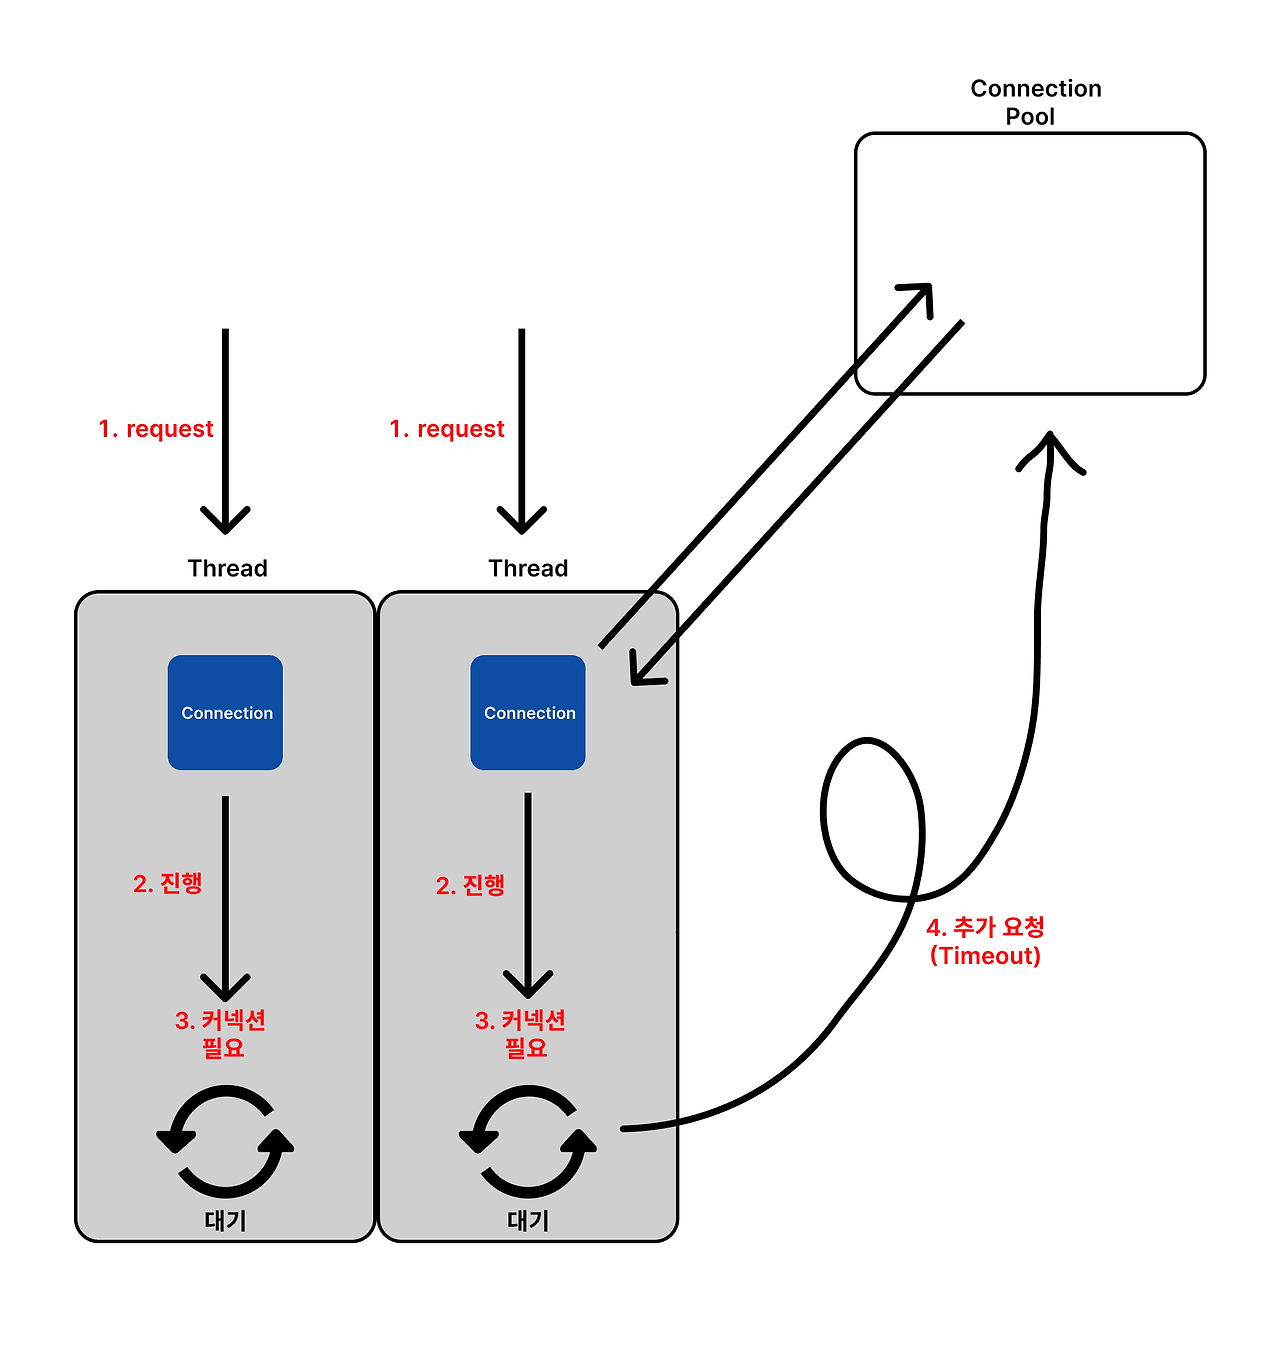 Connection
Pool
1. request
1. request
Thread
Thread
Connection
Connection
2. 진행
2. 진행
4. 추가 요청
(Timeout)
3. 커넥션
필요
3. 커넥션
필요
대기
대기